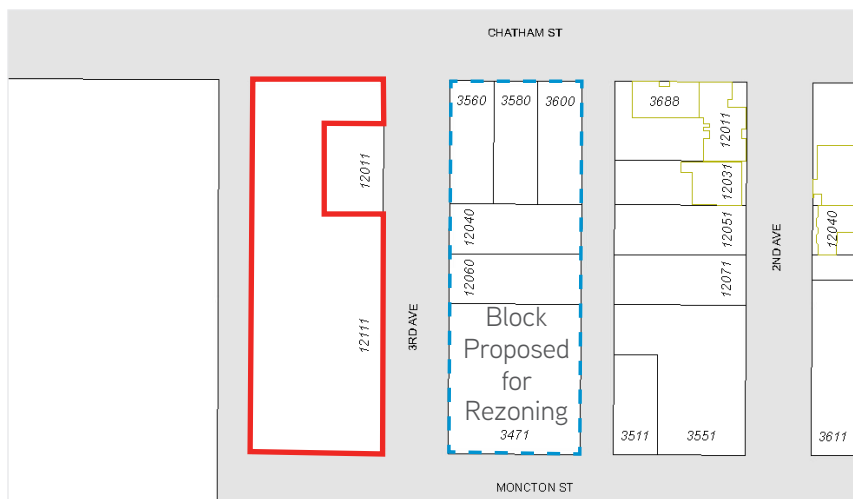 CHATHAM ST
3560
3580
3600
3688
12011
12011
12031
12040
12051
12040
12060
12071
2ND AVE
12111
3RD AVE
Block
Proposed
for
Rezoning
3471
3511
3551
3611
MONCTON ST